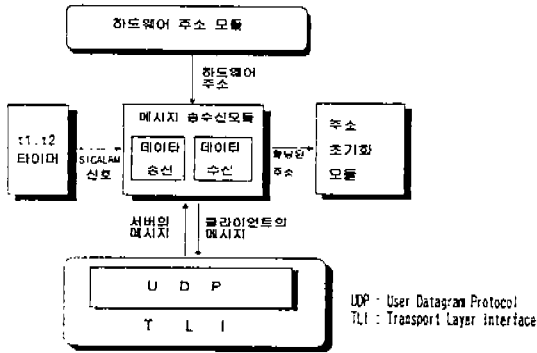 하드웨어 주소 모듈
하드웨어
주소
메시지 송수신모듈
t1.t2
타이머
SIGALAM
신호
데이타
송신
데이터
수신
할당된
주소
주소
초기화
모듈
서버의
메시지
클라이언트의
메시지
U D P
T L I
UDP : User Datagram Protocol
TLI : Transport Layer Interface